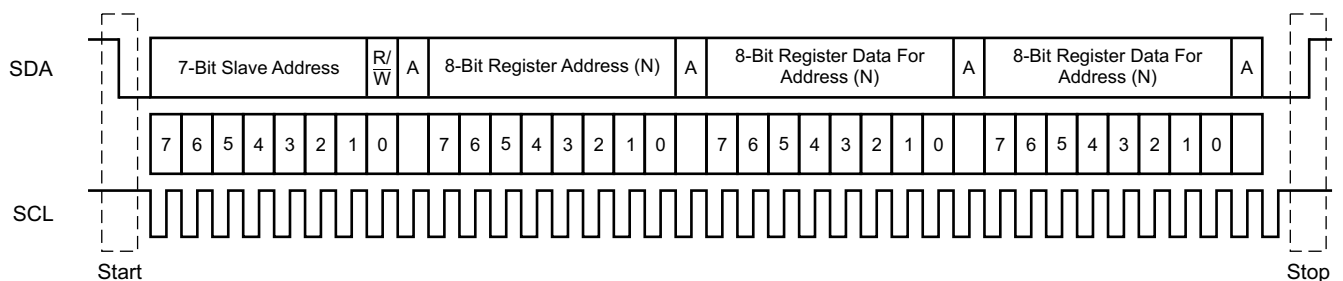 SDA
7-Bit Slave Address
R/
W
A
8-Bit Register Address (N)
A
8-Bit Register Data For
Address (N)
A
8-Bit Register Data For
Address (N)
A
7 6 5 4 3 2 1 0 7 6 5 4 3 2 1 0 7 6 5 4 3 2 1 0 7 6 5 4 3 2 1 0
SCL
Start
Stop